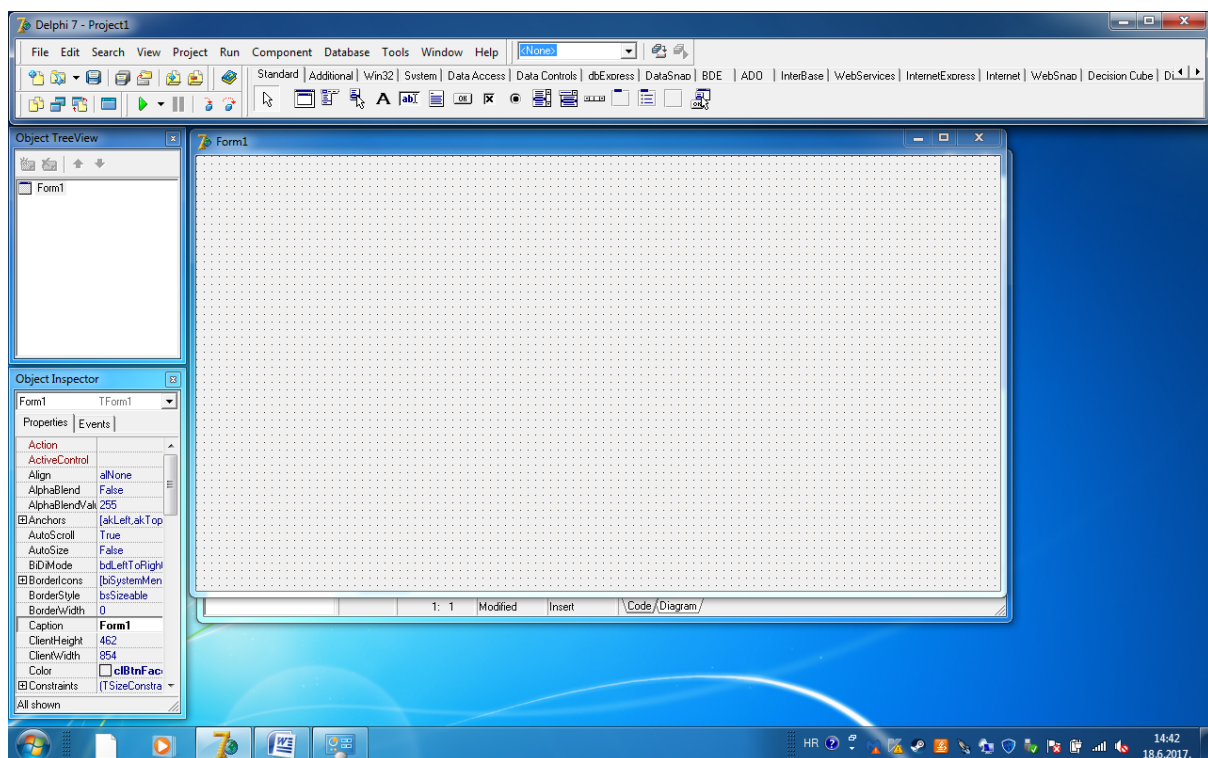 Delphi 7 - Project1
File Edit Search View Project Run Component Database Tools Window Help <None>
Standard Additional Win32 System Data Access Data Controls dbExpress DataSnap BDE ADO InterBase WebServices InternetExpress Internet WebSnap Decision Cube Di
A abI OK
Object TreeView
Form1
Form1
Object Inspector
Form1 TForm1
Properties Events
Action
ActiveControl
Align alNone
AlphaBlend False
AlphaBlendValu 255
Anchors [akLeft,akTop
AutoScroll True
AutoSize False
BiDiMode bdLeftToRight
BorderIcons [biSystemMen
BorderStyle bsSizeable
BorderWidth 0
Caption Form1
ClientHeight 462
ClientWidth 854
Color clBtnFac
Constraints (TSizeConstra
All shown
1: 1 Modified Insert Code Diagram
HR
14:42
18.6.2017.